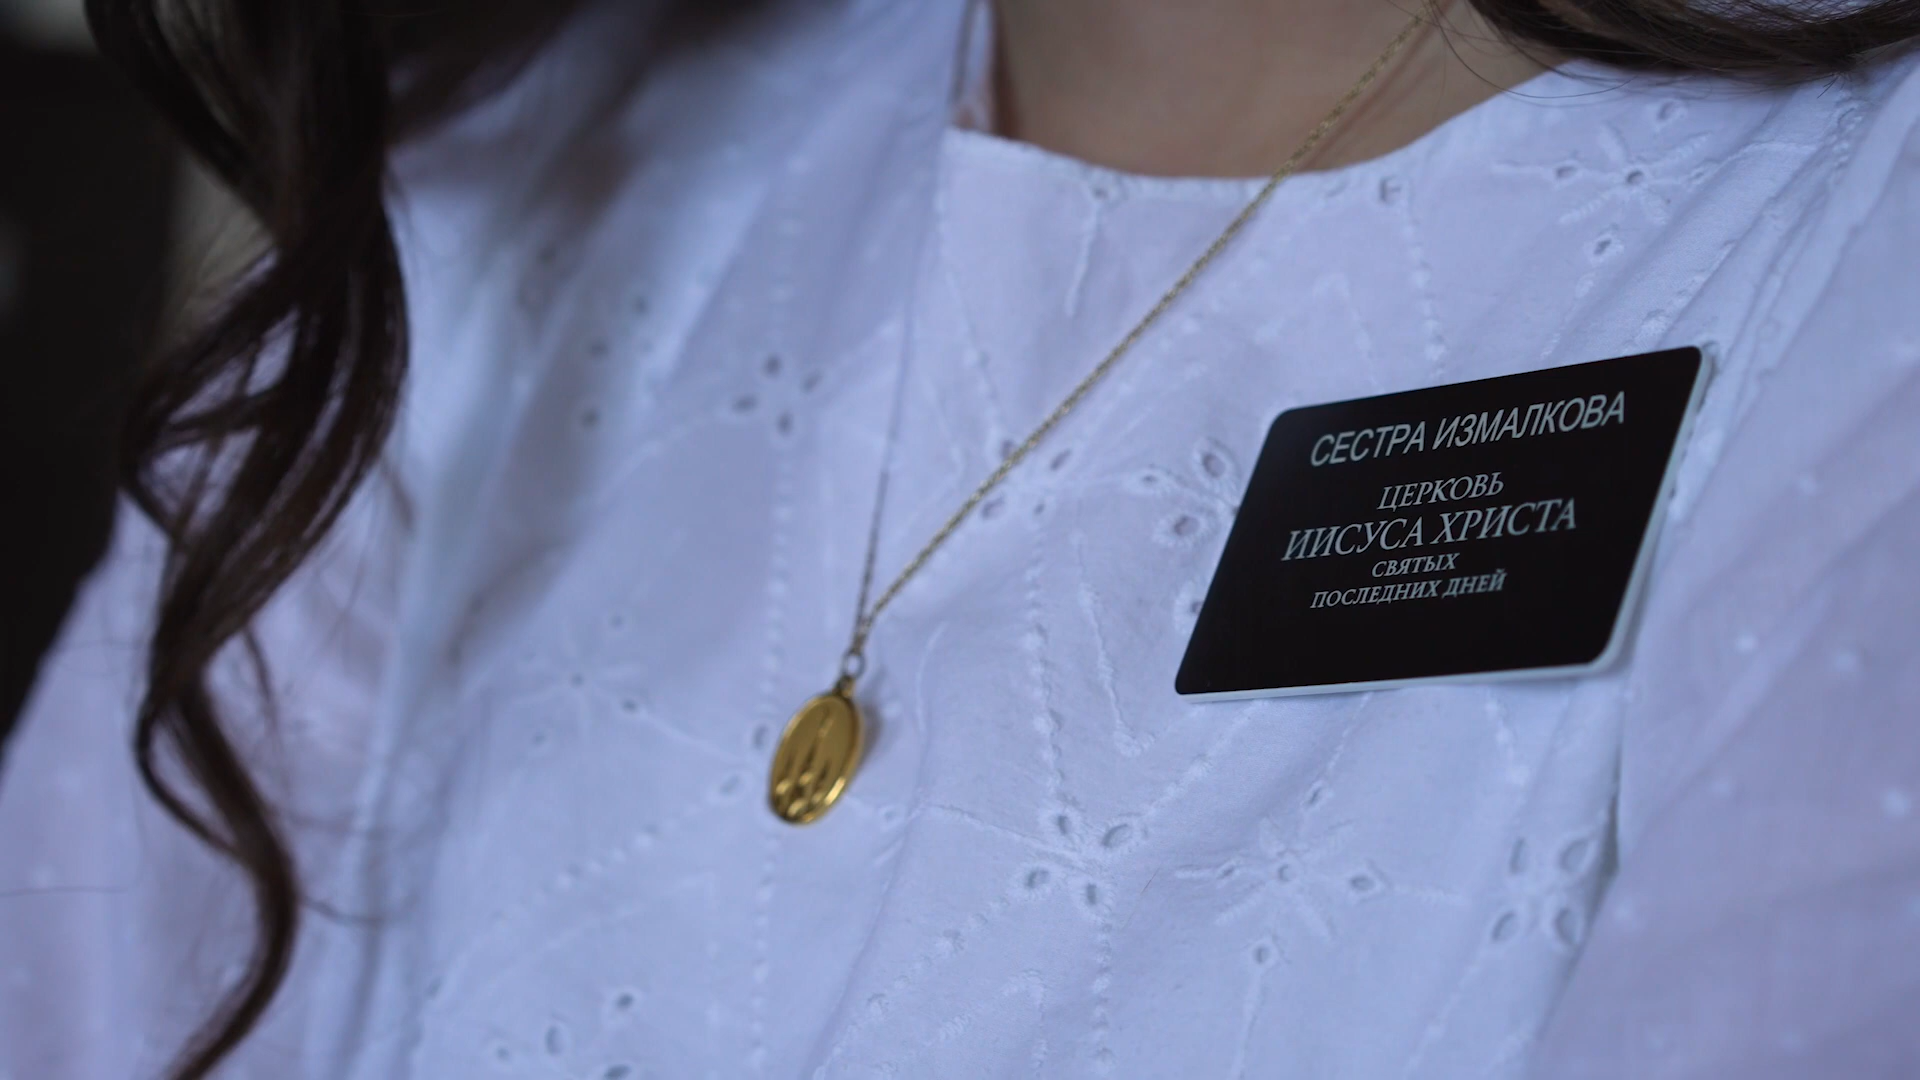 СЕСТРА ИЗМАЛКОВА
ЦЕРКОВЬ
ИИСУСА ХРИСТА
СВЯТЫХ
ПОСЛЕДНИХ ДНЕЙ